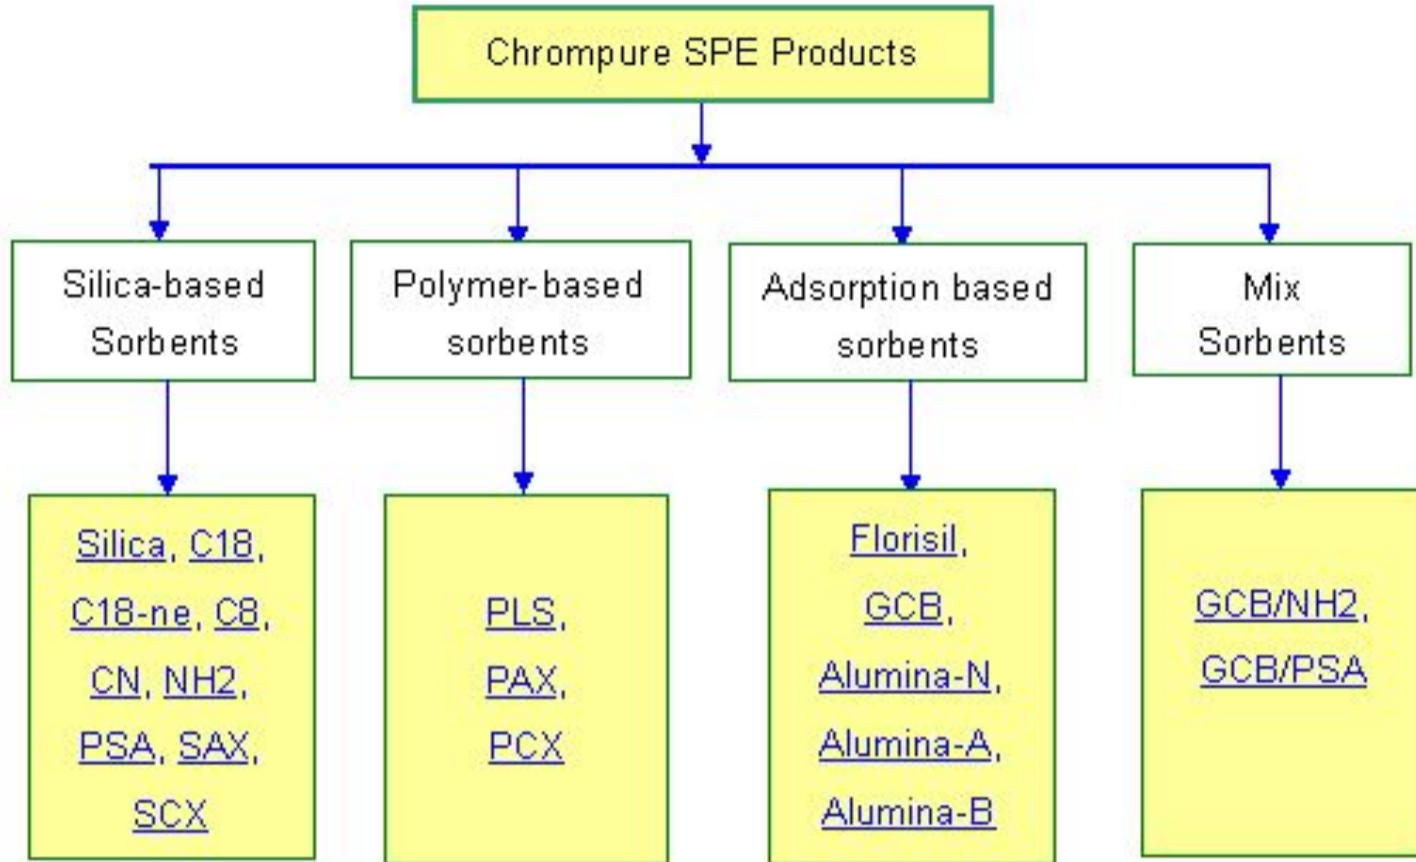 Chrompure SPE Products
Silica-based
Sorbents
Polymer-based
sorbents
Adsorption based
sorbents
Mix
Sorbents
Silica, C18,
C18-ne, C8,
CN, NH2,
PSA, SAX,
SCX
PLS,
PAX,
PCX
Florisil,
GCB,
Alumina-N,
Alumina-A,
Alumina-B
GCB/NH2,
GCB/PSA